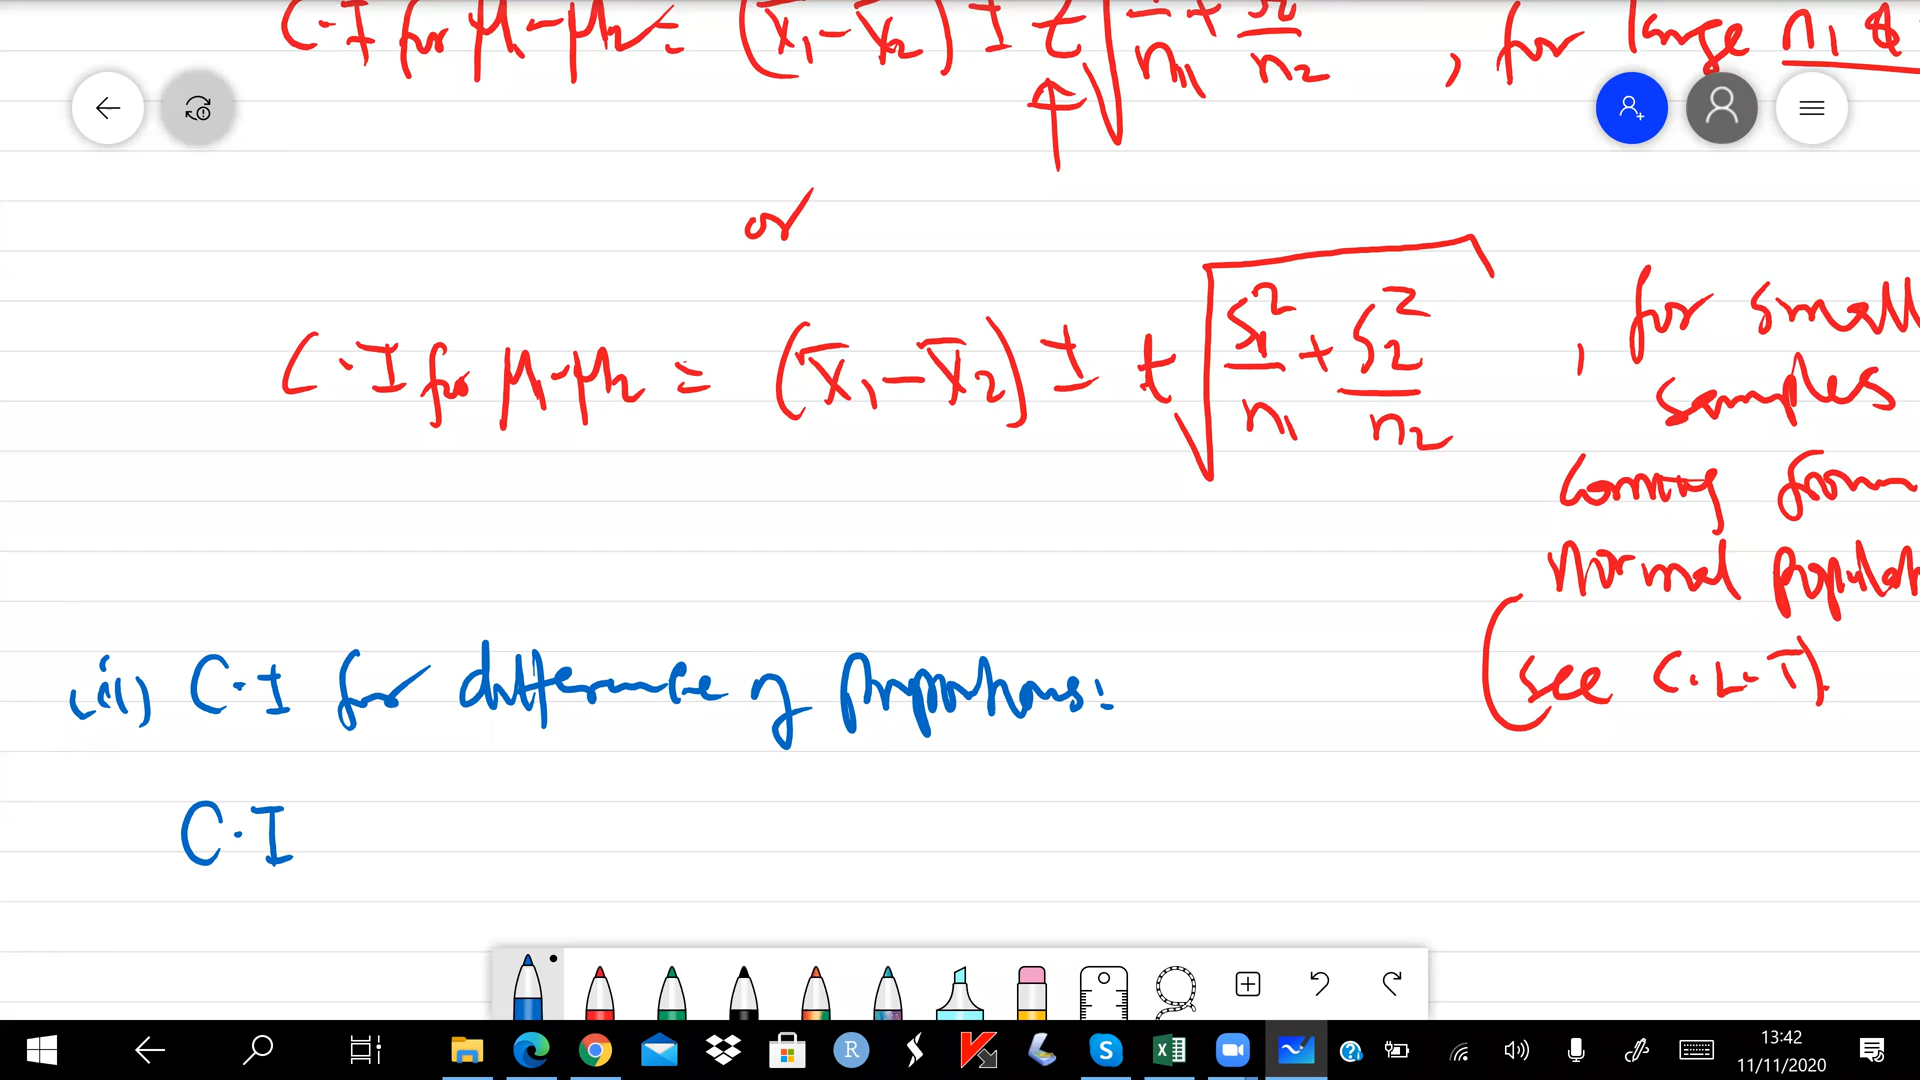 C.I for μ1-μ2 = (x̄1 - x̄2) ± t √ n1 + S2 n2 , for large n1 &
or
C.I for μ1-μ2 = (x̄1 - x̄2) ± t √ S1²/n1 + S2²/n2 , for small
samples
coming from
normal populat
(see C.L.T).
(ii) C.I for difference of proportions:
C.I
R
13:42
11/11/2020